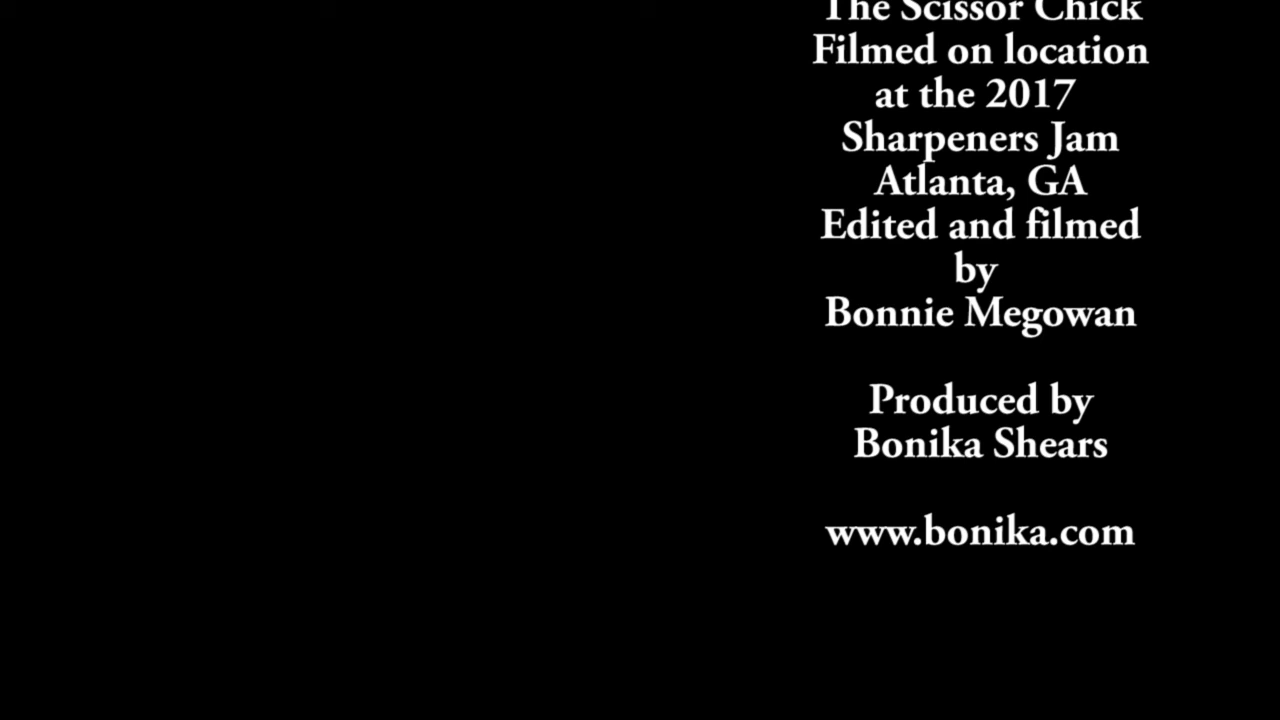 The Scissor Chick
Filmed on location
at the 2017
Sharpeners Jam
Atlanta, GA
Edited and filmed
by
Bonnie Megowan
Produced by
Bonika Shears
www.bonika.com